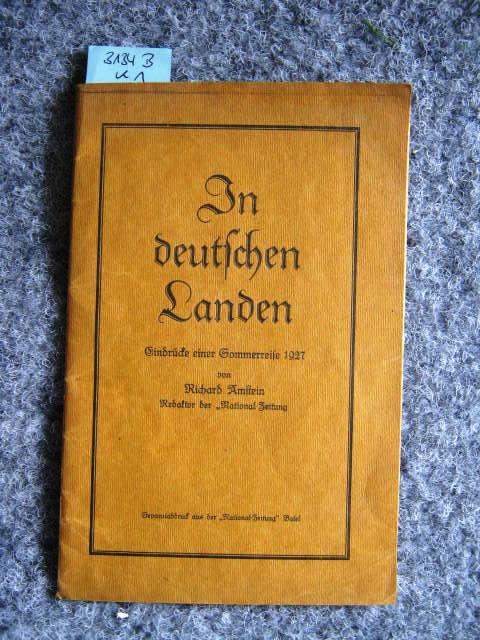 3134 B
K 1
In
deutschen
Landen
Eindrücke einer Sommerreise 1927
von
Richard Amstein
Redaktor der „National Zeitung
Separatabdruck aus der „National-Zeitung" Basel